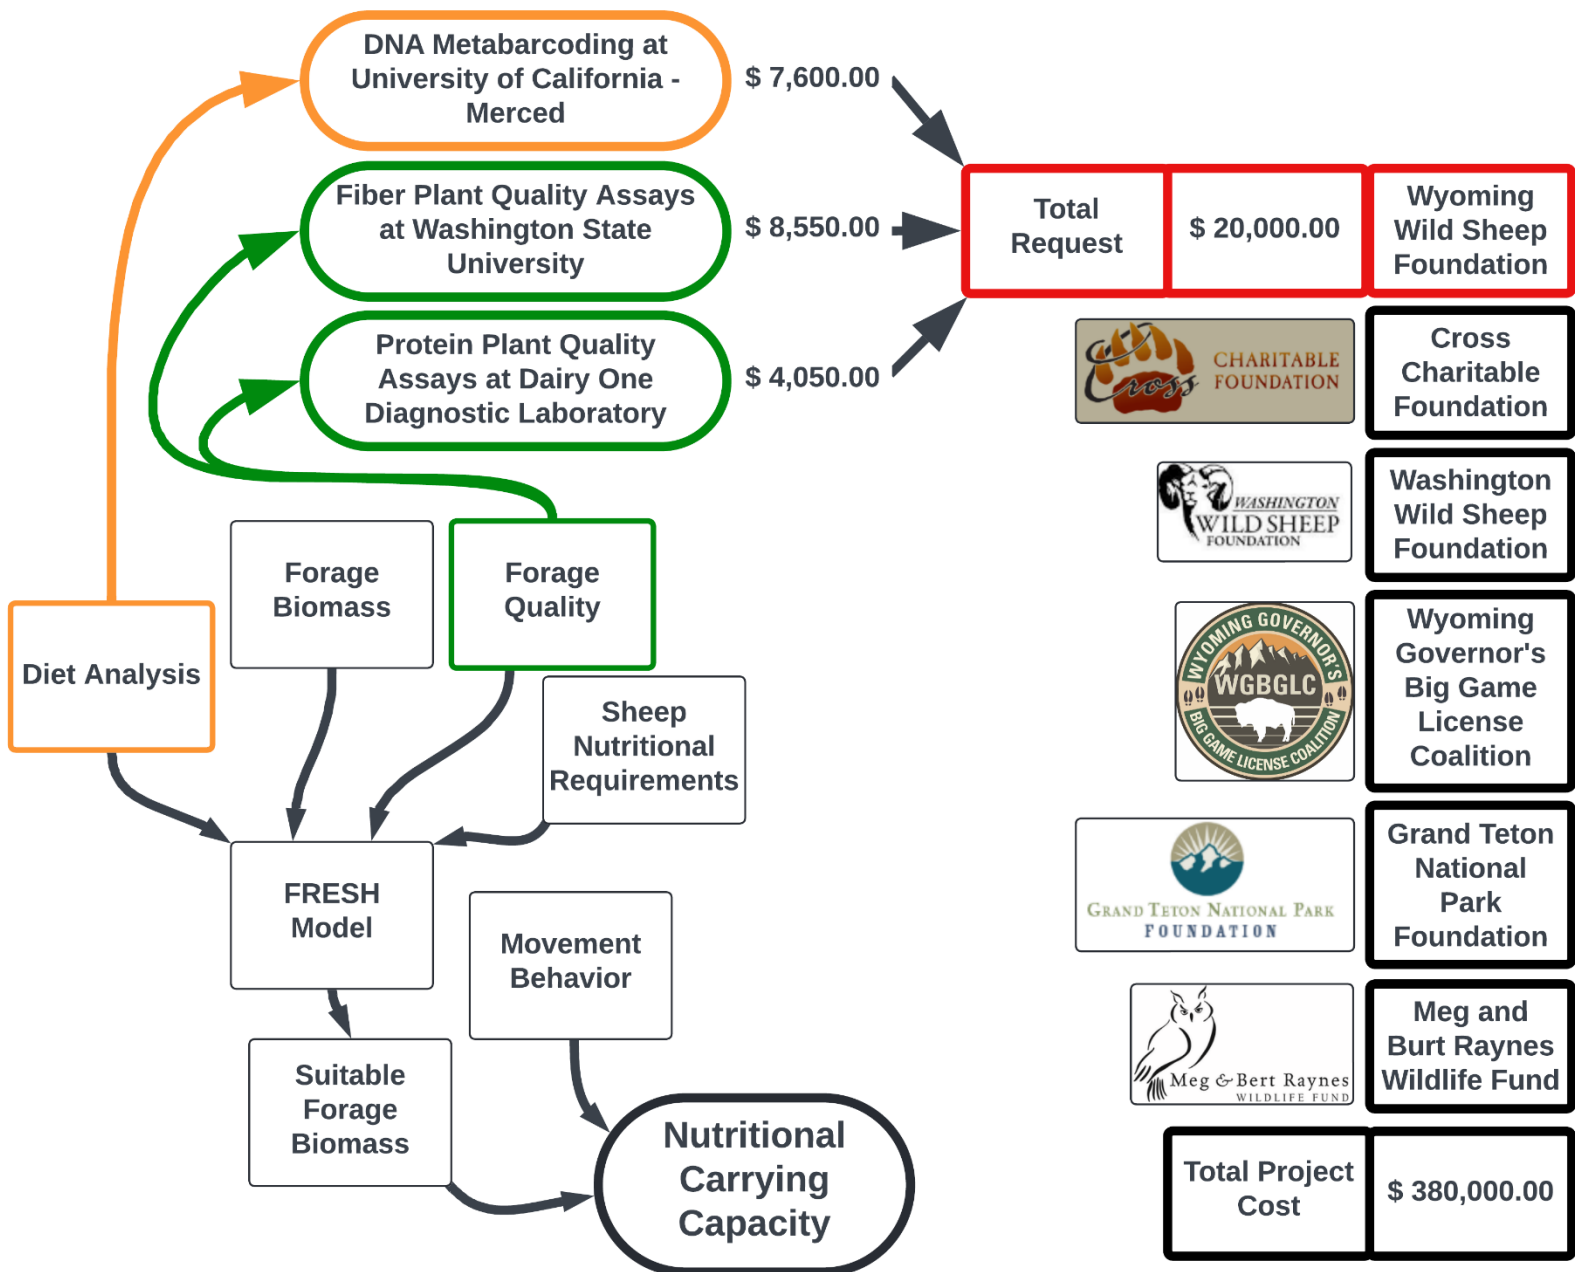 DNA Metabarcoding at
University of California -
Merced
$ 7,600.00
Fiber Plant Quality Assays
at Washington State
University
$ 8,550.00
Protein Plant Quality
Assays at Dairy One
Diagnostic Laboratory
$ 4,050.00
Total
Request
$ 20,000.00
Wyoming
Wild Sheep
Foundation
Cross
CHARITABLE
FOUNDATION
Cross
Charitable
Foundation
WASHINGTON
WILD SHEEP
FOUNDATION
Washington
Wild Sheep
Foundation
WYOMING GOVERNOR'S
WGBGLC
BIG GAME LICENSE COALITION
Wyoming
Governor's
Big Game
License
Coalition
GRAND TETON NATIONAL PARK
FOUNDATION
Grand Teton
National
Park
Foundation
Meg & Bert Raynes
WILDLIFE FUND
Meg and
Burt Raynes
Wildlife Fund
Total Project
Cost
$ 380,000.00
Diet Analysis
Forage
Biomass
Forage
Quality
Sheep
Nutritional
Requirements
FRESH
Model
Movement
Behavior
Suitable
Forage
Biomass
Nutritional
Carrying
Capacity